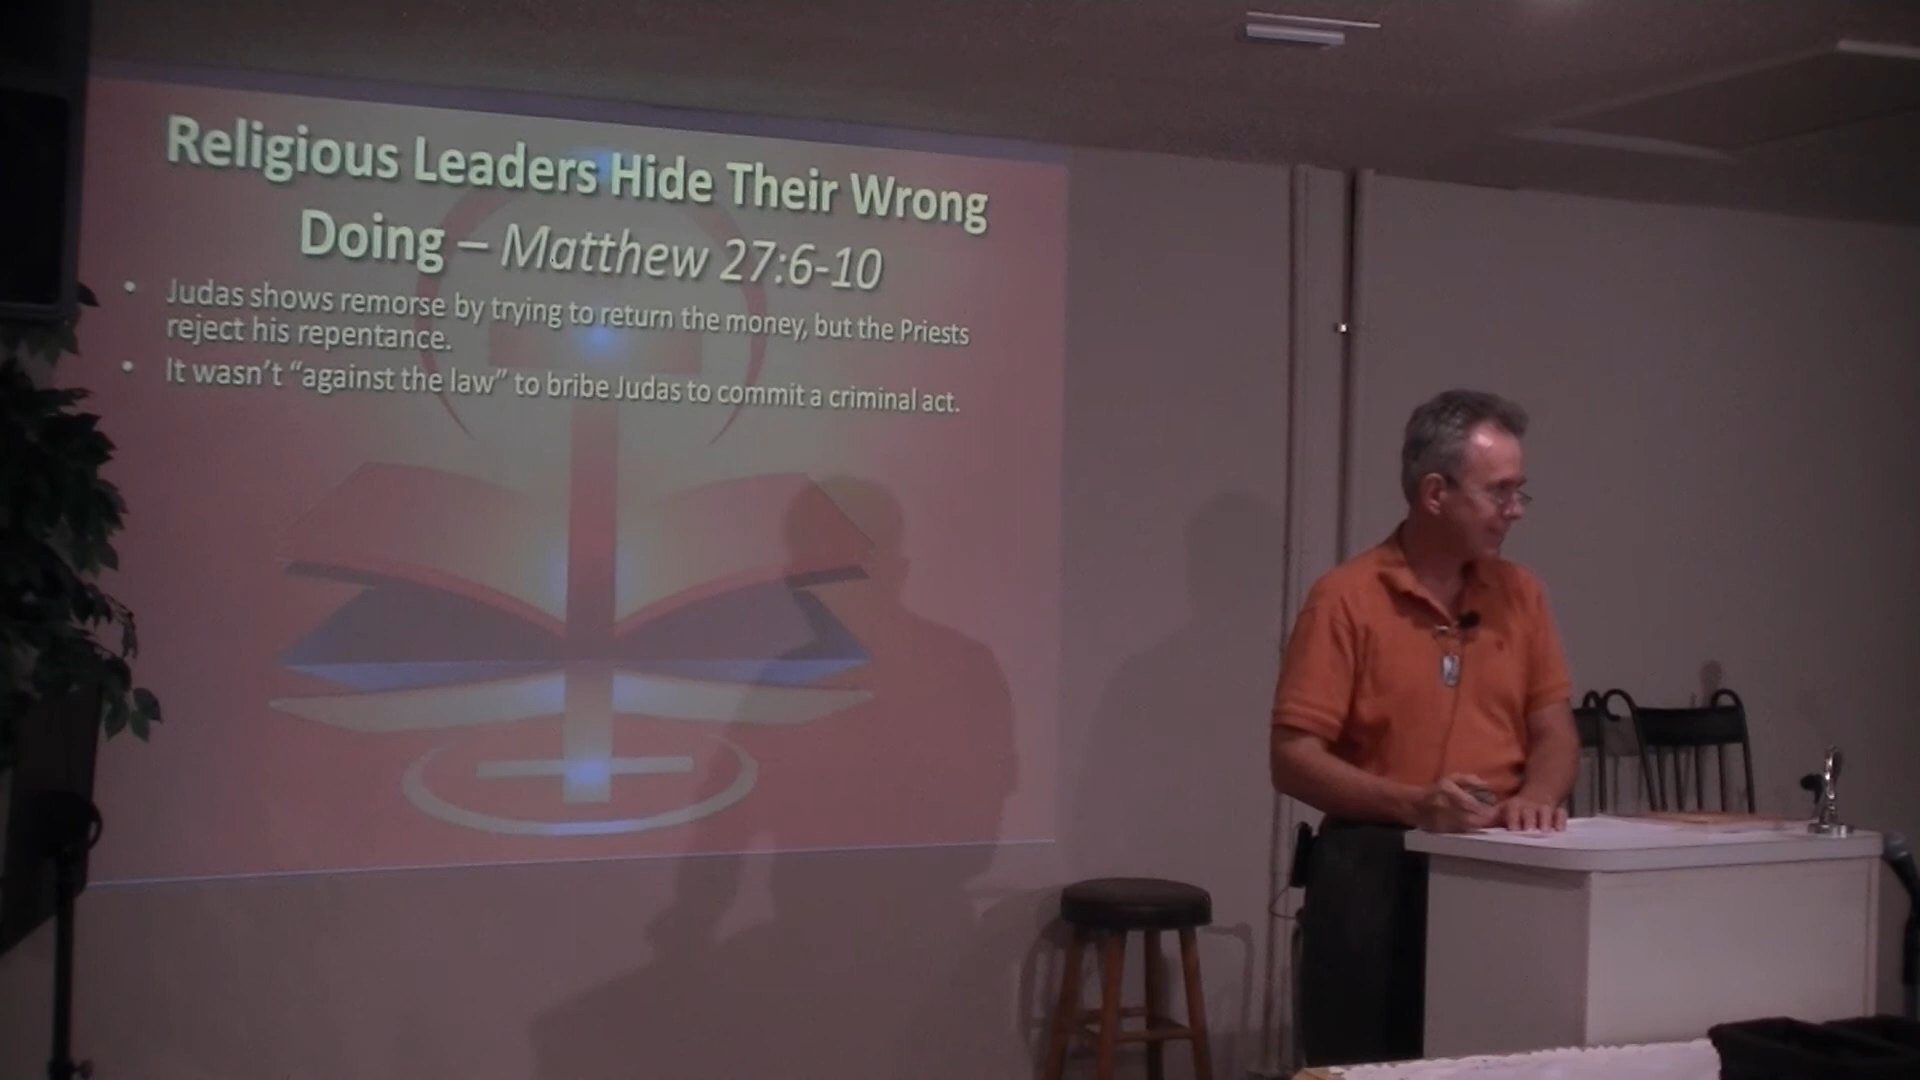 Religious Leaders Hide Their Wrong
Doing – Matthew 27:6-10
• Judas shows remorse by trying to return the money, but the Priests
reject his repentance.
• It wasn't “against the law” to bribe Judas to commit a criminal act.